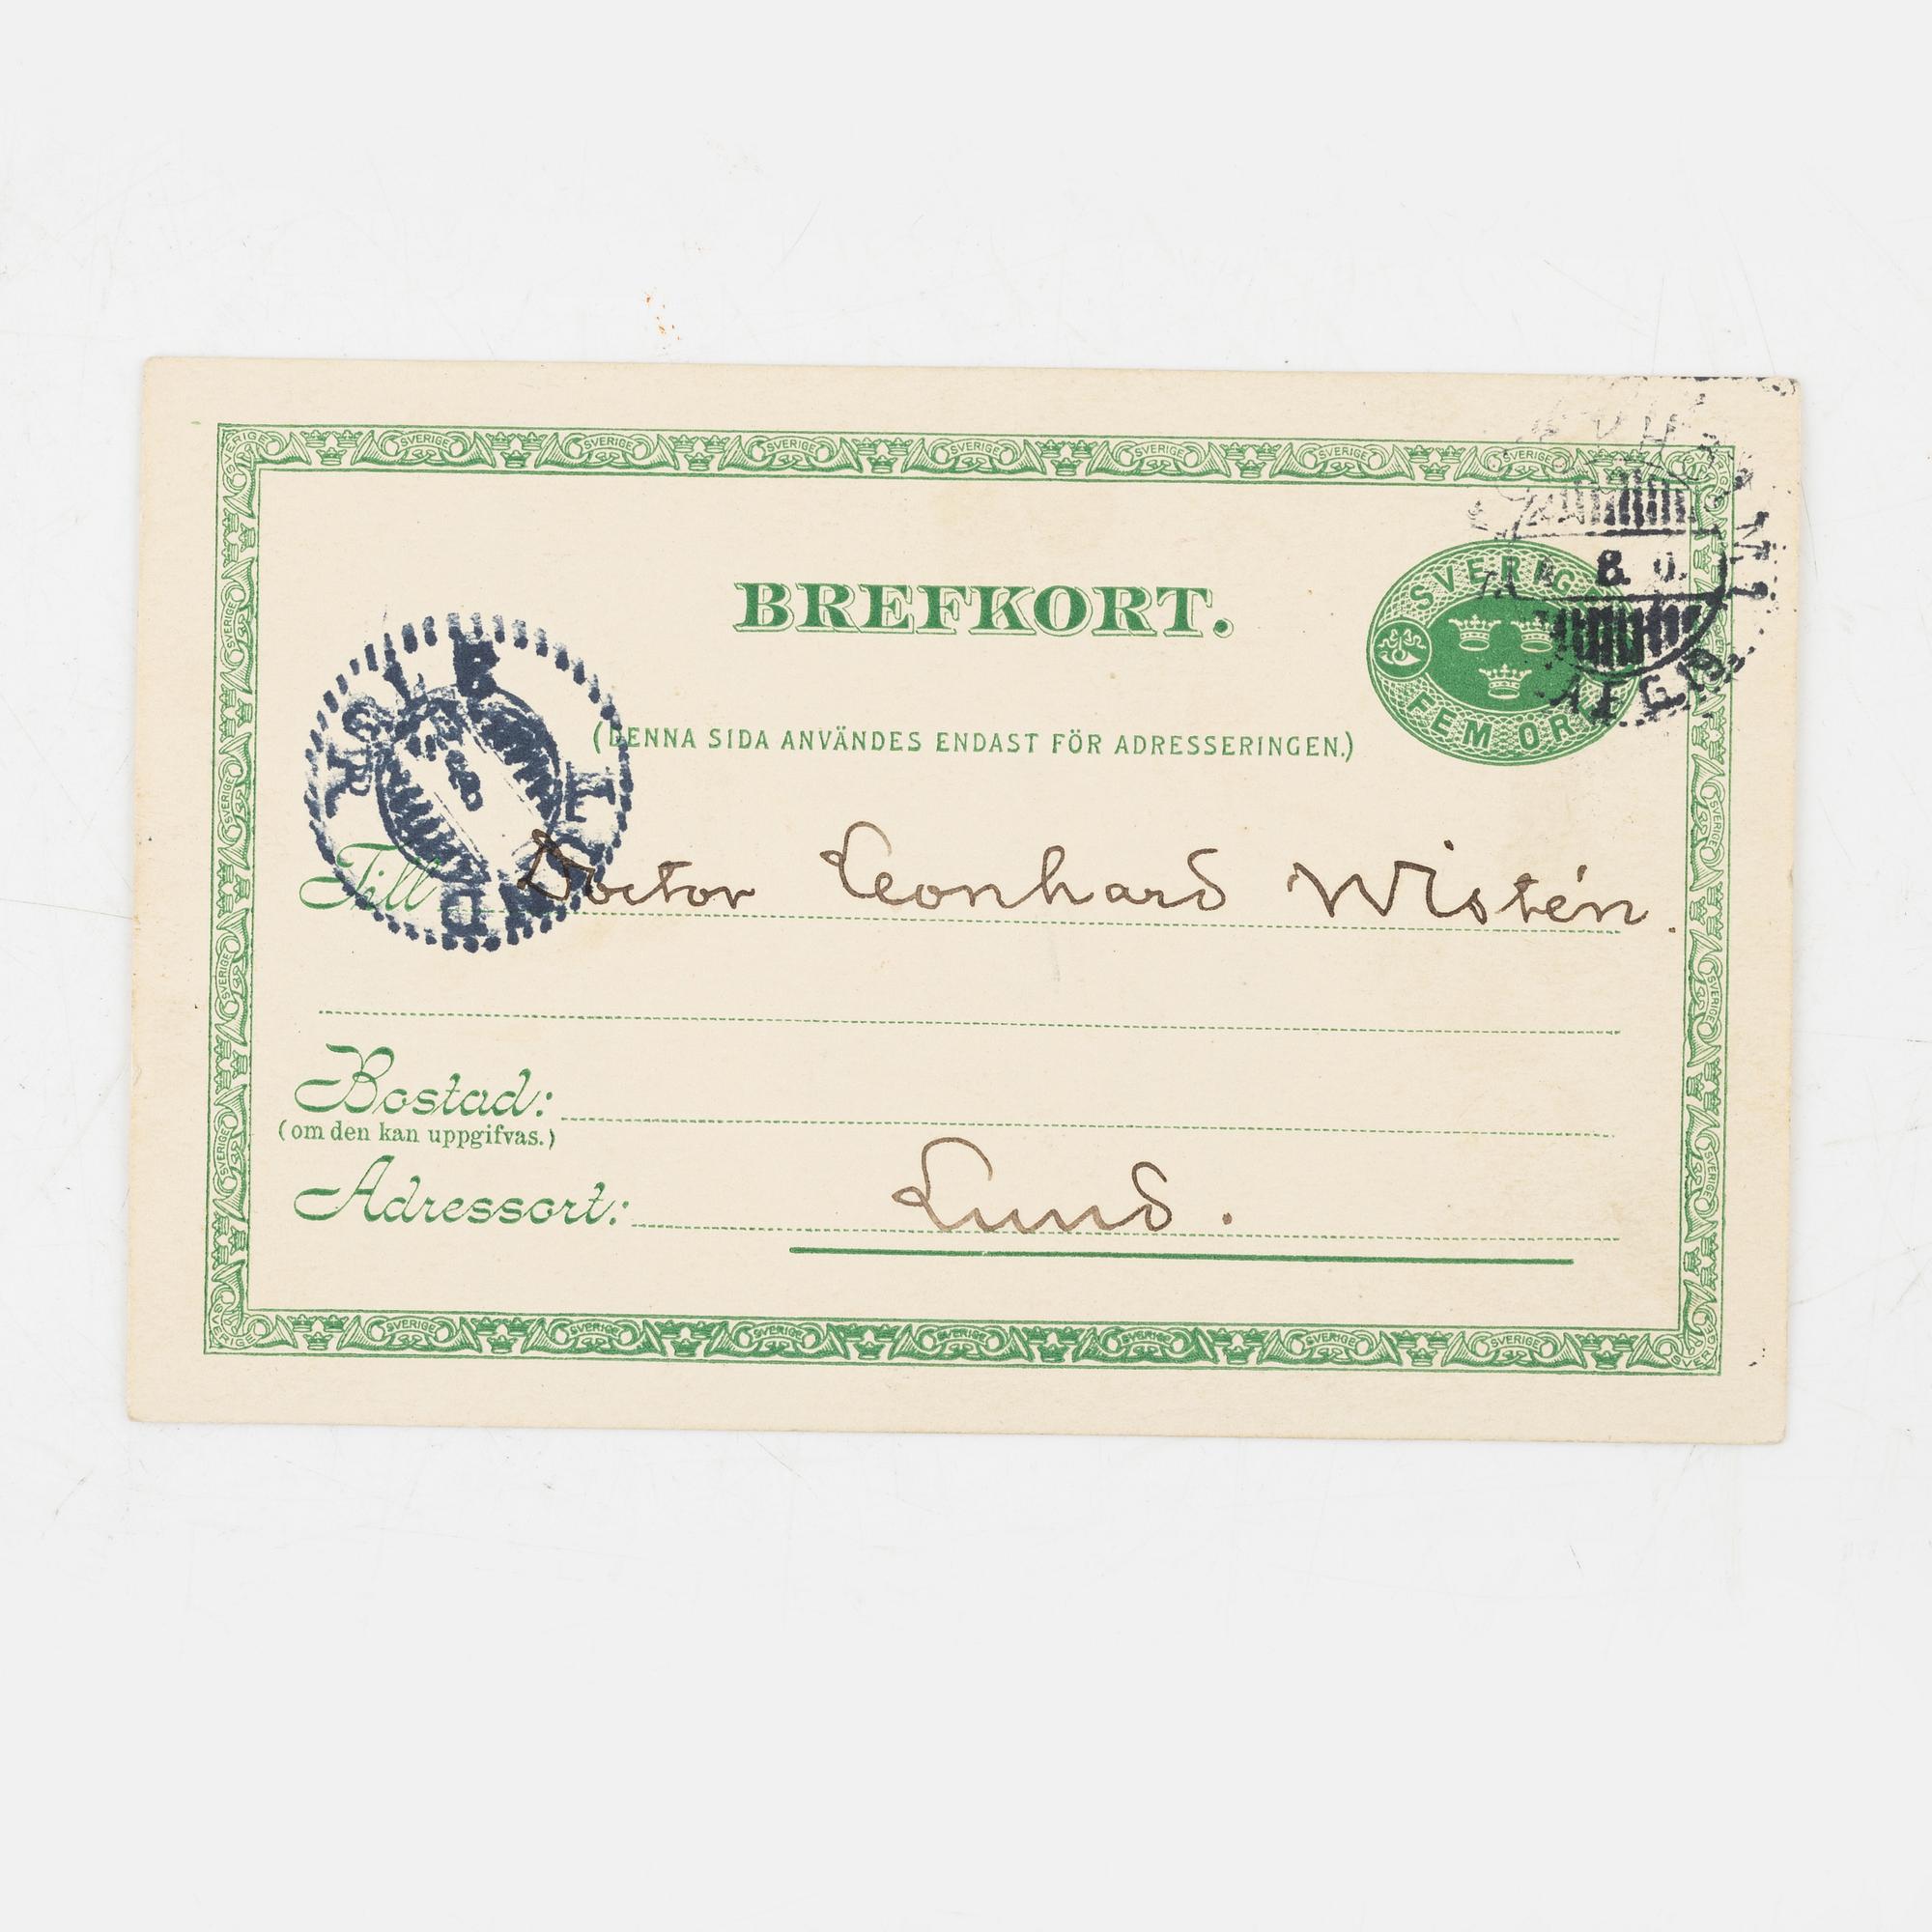 BREFKORT.
SVERIGE
FEM ÖRE
(DENNA SIDA ANVÄNDES ENDAST FÖR ADRESSERINGEN.)
Till Doctor Leonhard Wistén.
Bostad:
(om den kan uppgifvas.)
Adressort: Lund.